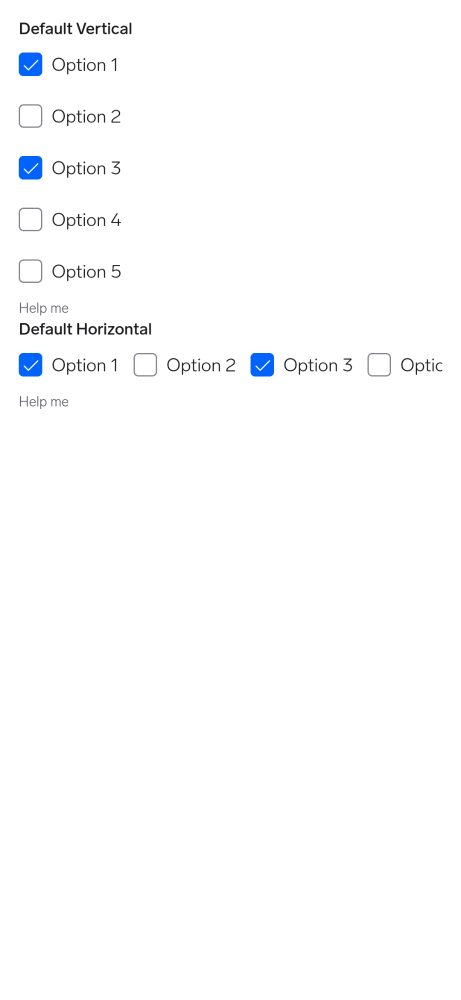 Default Vertical
Option 1
Option 2
Option 3
Option 4
Option 5
Help me
Default Horizontal
Option 1 Option 2 Option 3 Optic
Help me